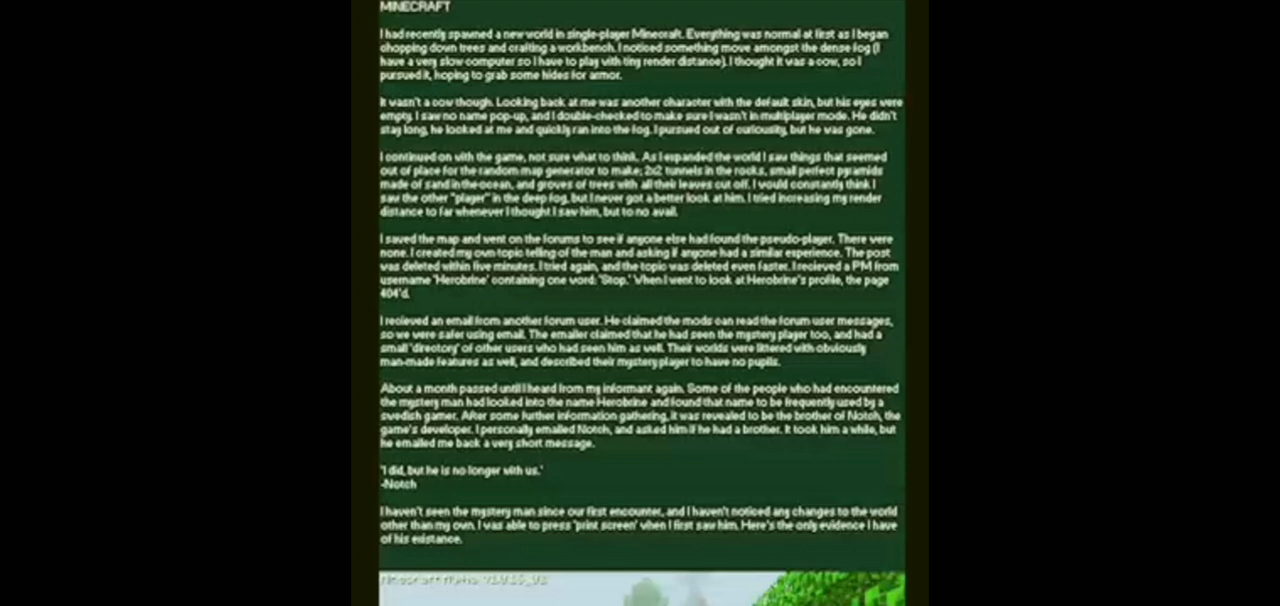 MINECRAFT
I had recently spawned a new world in single-player Minecraft. Everything was normal at first as I began
chopping down trees and crafting a workbench. I noticed something move amongst the dense fog (I
have a very slow computer so I have to play with tiny render distance). I thought it was a cow, so I
pursued it, hoping to grab some hides for armor.
It wasn't a cow though. Looking back at me was another character with the default skin, but his eyes were
empty. I saw no name pop-up, and I double-checked to make sure I wasn't in multiplayer mode. He didn't
stay long, he looked at me and quickly ran into the fog. I pursued out of curiousity, but he was gone.
I continued on with the game, not sure what to think. As I expanded the world I saw things that seemed
out of place for the random map generator to make; 2x2 tunnels in the rocks, small perfect pyramids
made of sand in the ocean, and groves of trees with all their leaves cut off. I would constantly think I
saw the other "player" in the deep fog, but I never got a better look at him. I tried increasing my render
distance to far whenever I thought I saw him, but to no avail.
I saved the map and went on the forums to see if anyone else had found the pseudo-player. There were
none. I created my own topic telling of the man and asking if anyone had a similar experience. The post
was deleted within five minutes. I tried again, and the topic was deleted even faster. I recieved a PM from
username 'Herobrine' containing one word: 'Stop.' When I went to look at Herobrine's profile, the page
404'd.
I recieved an email from another forum user. He claimed the mods can read the forum user messages,
so we were safer using email. The emailer claimed that he had seen the mystery player too, and had a
small 'directory' of other users who had seen him as well. Their worlds were littered with obviously
man-made features as well, and described their mystery player to have no pupils.
About a month passed until I heard from my informant again. Some of the people who had encountered
the mystery man had looked into the name Herobrine and found that name to be frequently used by a
swedish gamer. After some further information gathering, it was revealed to be the brother of Notch, the
game's developer. I personally emailed Notch, and asked him if he had a brother. It took him a while, but
he emailed me back a very short message.
'I did, but he is no longer with us.'
-Notch
I haven't seen the mystery man since our first encounter, and I haven't noticed any changes to the world
other than my own. I was able to press 'print screen' when I first saw him. Here's the only evidence I have
of his existance.
Minecraft Alpha